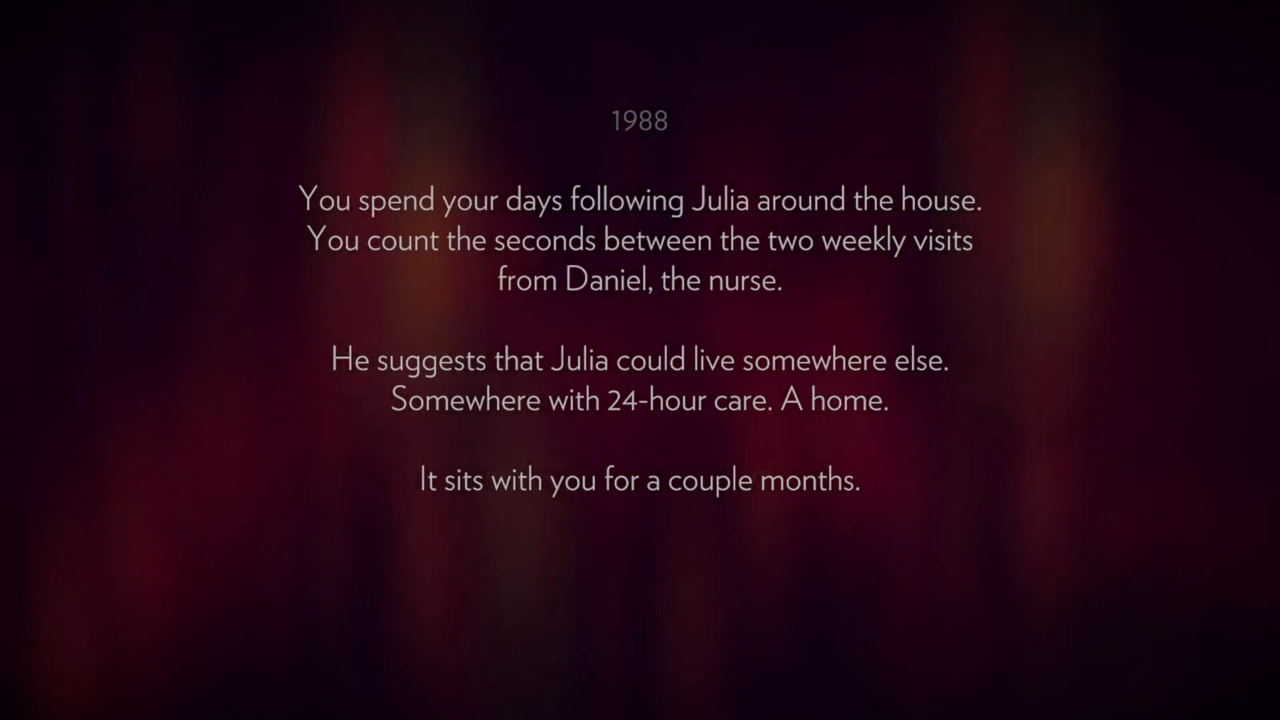 1988
You spend your days following Julia around the house.
You count the seconds between the two weekly visits
from Daniel, the nurse.
He suggests that Julia could live somewhere else.
Somewhere with 24-hour care. A home.
It sits with you for a couple months.